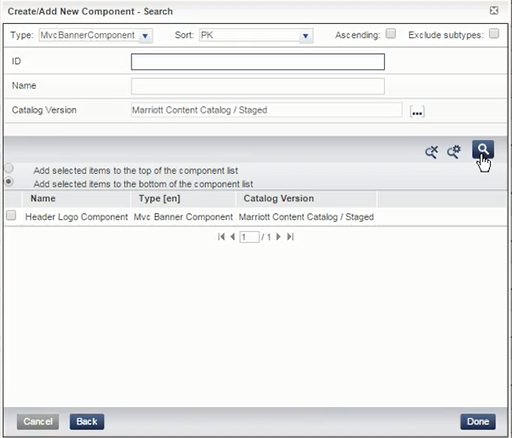 Create/Add New Component - Search
Type: MvcBannerComponent Sort: PK Ascending: Exclude subtypes:
ID
Name
Catalog Version Marriott Content Catalog / Staged ...
Add selected items to the top of the component list
Add selected items to the bottom of the component list
Name Type [en] Catalog Version
Header Logo Component Mvc Banner Component Marriott Content Catalog / Staged
1 / 1
Cancel Back Done